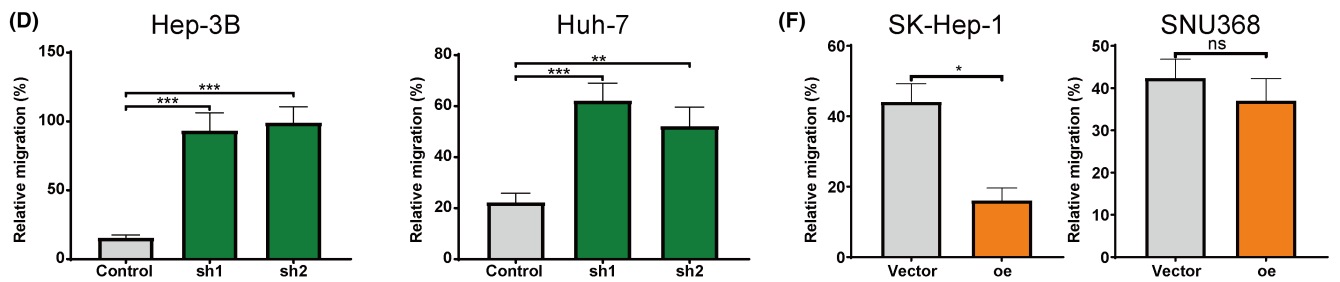 (D)
Hep-3B
Relative migration (%)
150
100
50
0
***
***
Control sh1 sh2
Huh-7
Relative migration (%)
80
60
40
20
0
**
***
Control sh1 sh2
(F)
SK-Hep-1
Relative migration (%)
60
40
20
0
*
Vector oe
SNU368
Relative migration (%)
50
40
30
20
10
0
ns
Vector oe